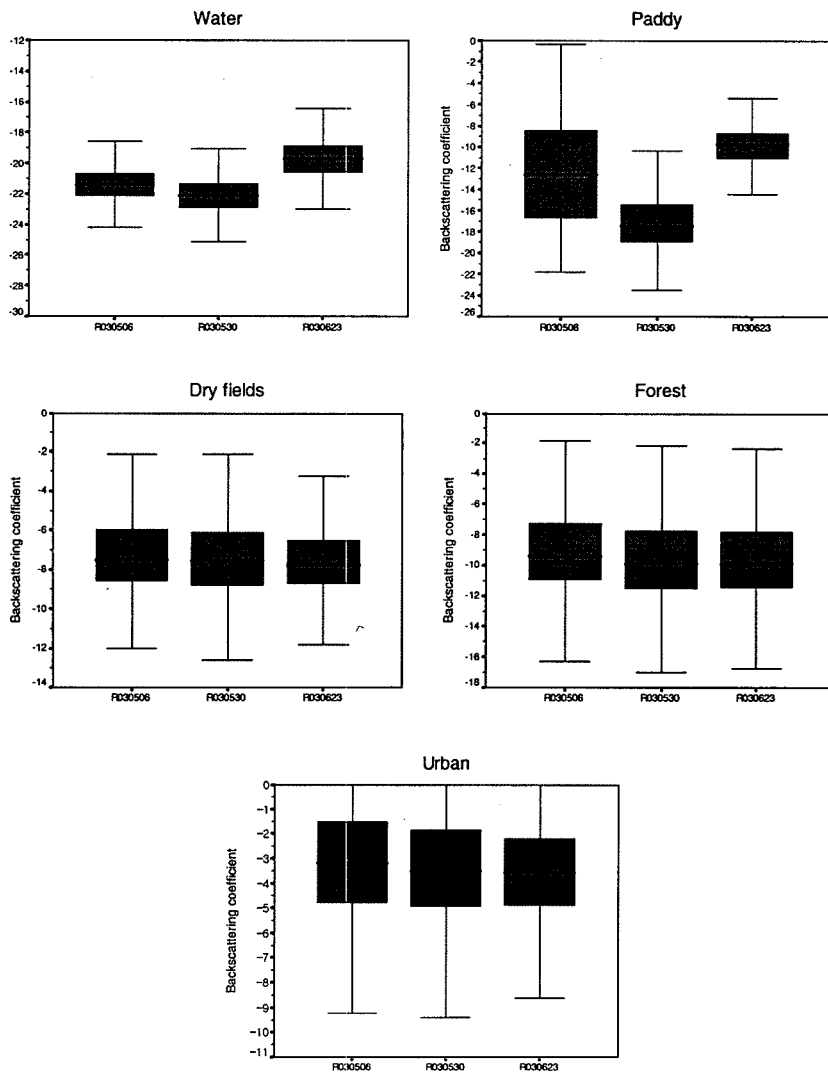 Water
-12
-14
-16
-18
-20
-22
-24
-26
-28
-30
Backscattering coefficient
R030506
R030530
R030623
Paddy
0
-2
-4
-6
-8
-10
-12
-14
-16
-18
-20
-22
-24
-26
Backscattering coefficient
R030506
R030530
R030623
Dry fields
0
-2
-4
-6
-8
-10
-12
-14
Backscattering coefficient
R030506
R030530
R030623
Forest
0
-2
-4
-6
-8
-10
-12
-14
-16
-18
Backscattering coefficient
R030506
R030530
R030623
Urban
0
-1
-2
-3
-4
-5
-6
-7
-8
-9
-10
-11
Backscattering coefficient
R030506
R030530
R030623